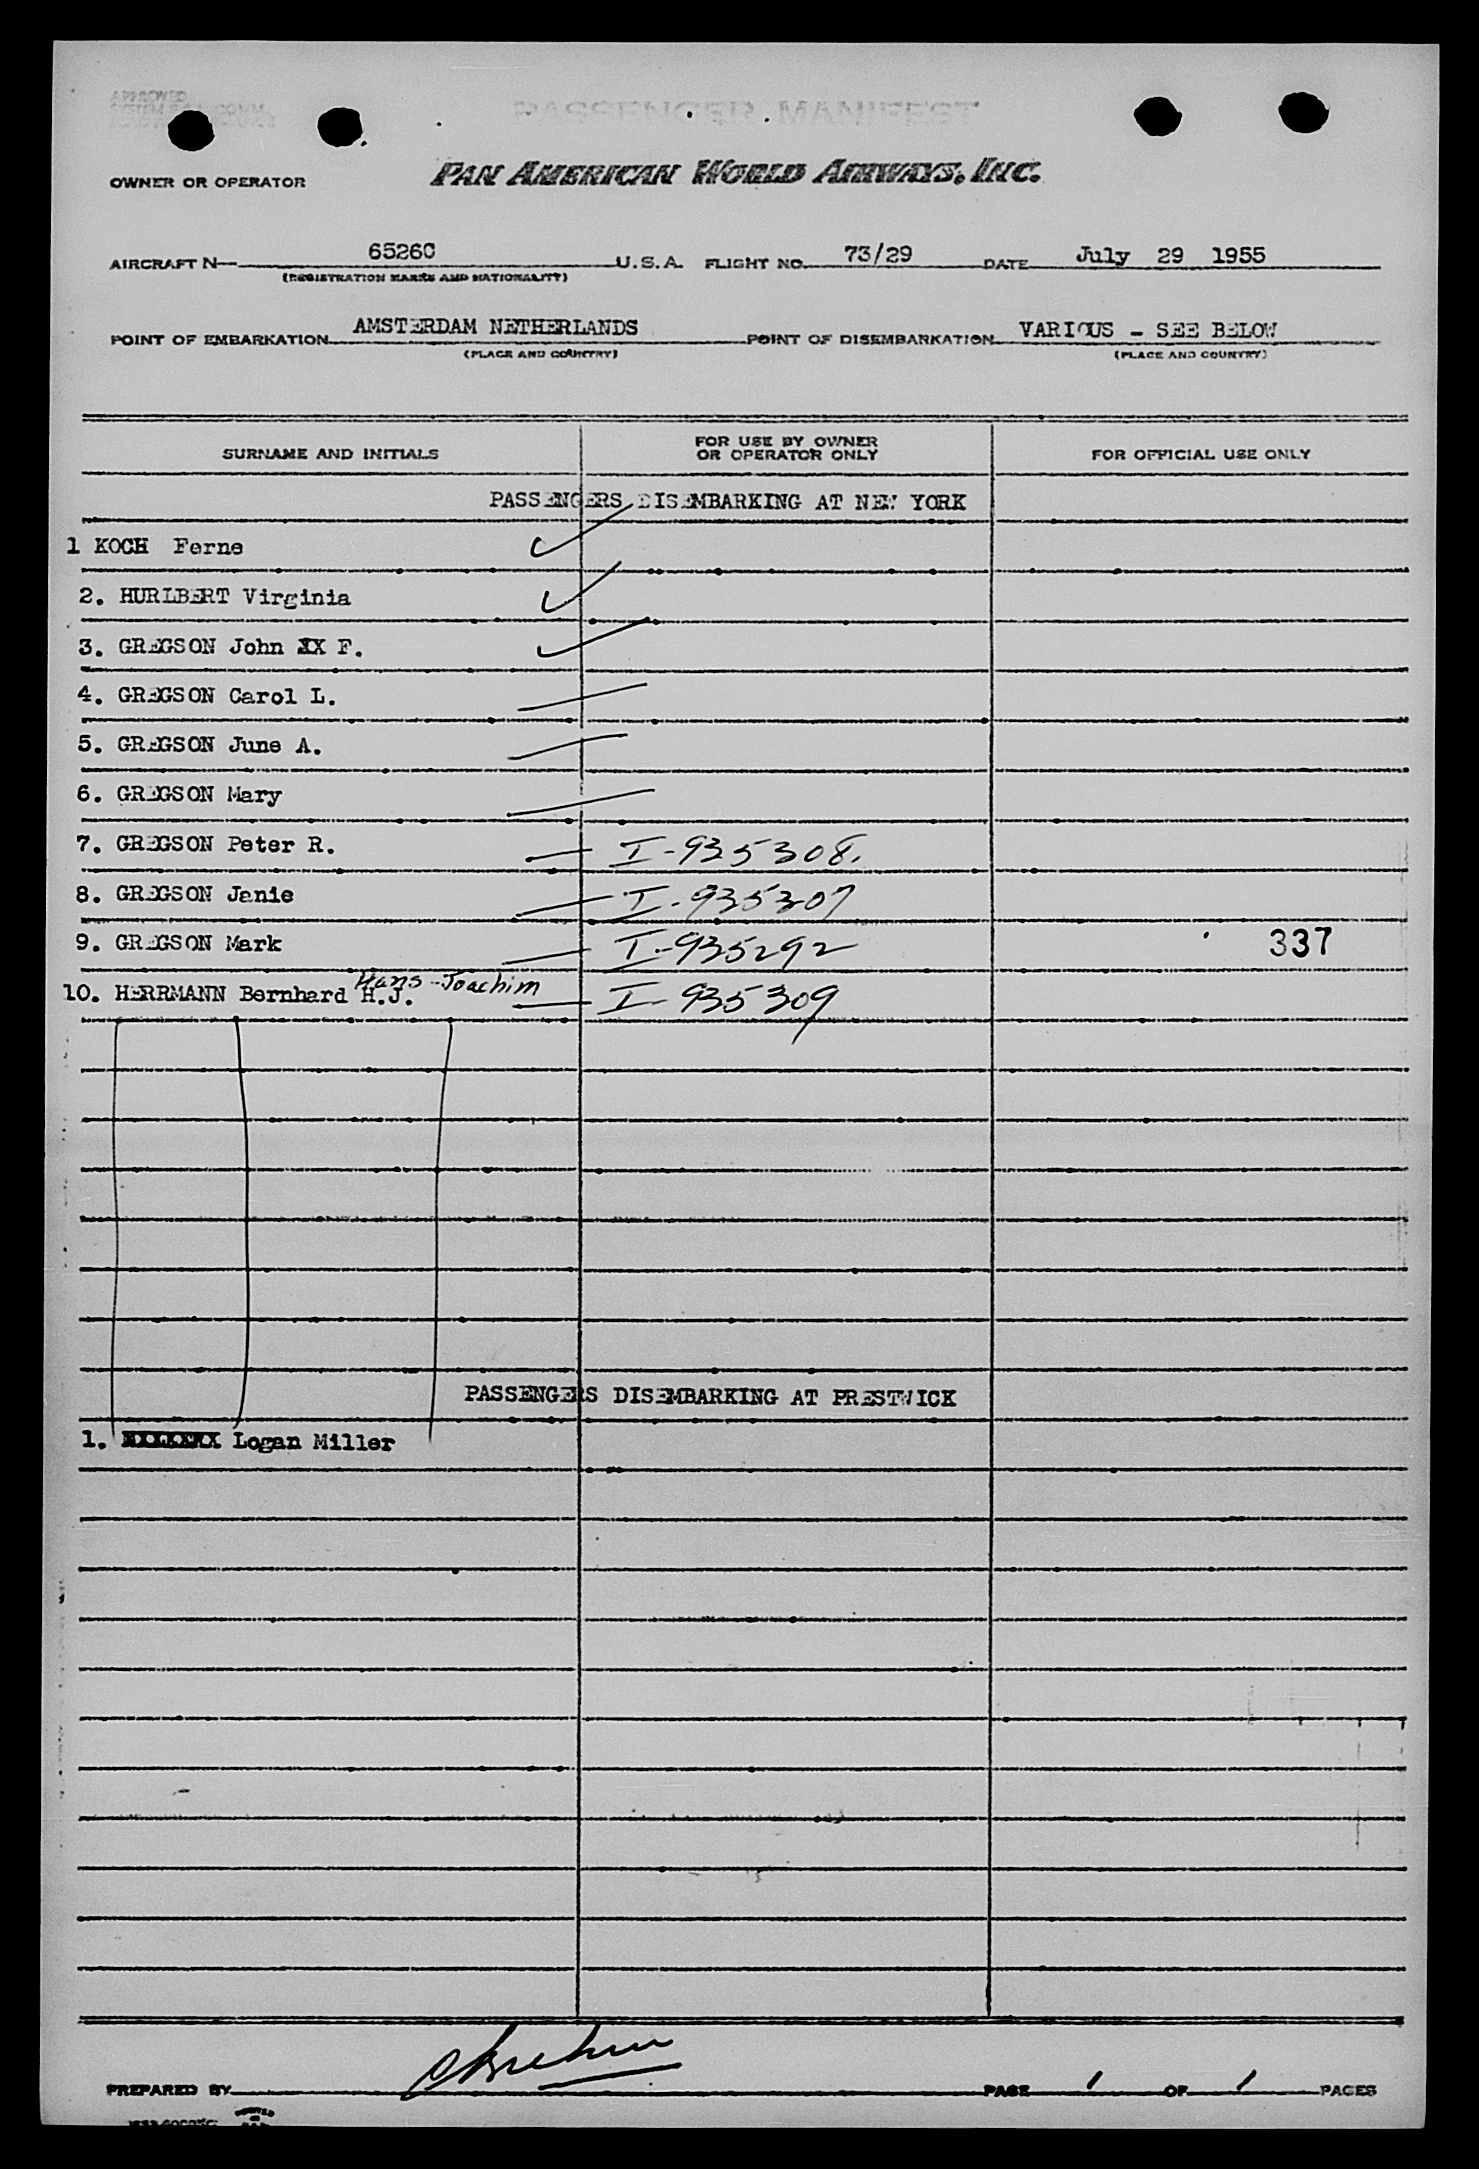 APPROVED
PASSENGER MANIFEST
OWNER OR OPERATOR PAN AMERICAN WORLD AIRWAYS, INC.
AIRCRAFT N— 6526C U.S.A. FLIGHT NO. 73/29 DATE July 29 1955
(REGISTRATION MARKS AND NATIONALITY)
POINT OF EMBARKATION AMSTERDAM NETHERLANDS POINT OF DISEMBARKATION VARIOUS - SEE BELOW
(PLACE AND COUNTRY) (PLACE AND COUNTRY)
SURNAME AND INITIALS FOR USE BY OWNER OR OPERATOR ONLY FOR OFFICIAL USE ONLY
PASSENGERS DISEMBARKING AT NEW YORK
1 KOCH Ferne
2. HURLBERT Virginia
3. GREGSON John XX F.
4. GREGSON Carol L.
5. GREGSON June A.
6. GREGSON Mary
7. GREGSON Peter R. I-935308.
8. GREGSON Janie I-935307
9. GREGSON Mark I-935292 337
Hans-Joachim
10. HERRMANN Bernhard H.J. I-935309
PASSENGERS DISEMBARKING AT PRESTWICK
1. Logan Miller
PREPARED BY PAGE 1 OF 1 PAGES